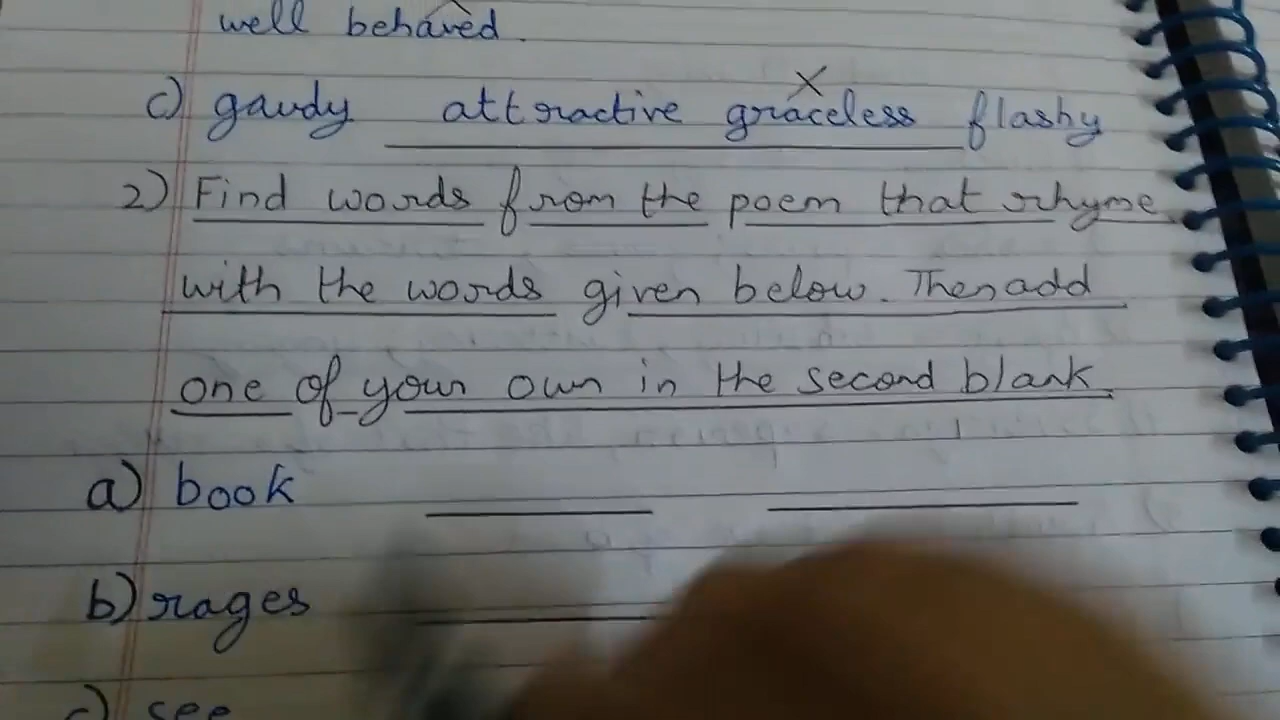 well behaved.
c) gaudy attractive graceless flashy
2) Find words from the poem that rhyme
with the words given below. Then add
one of your own in the second blank.
a) book
b) rages
c) see